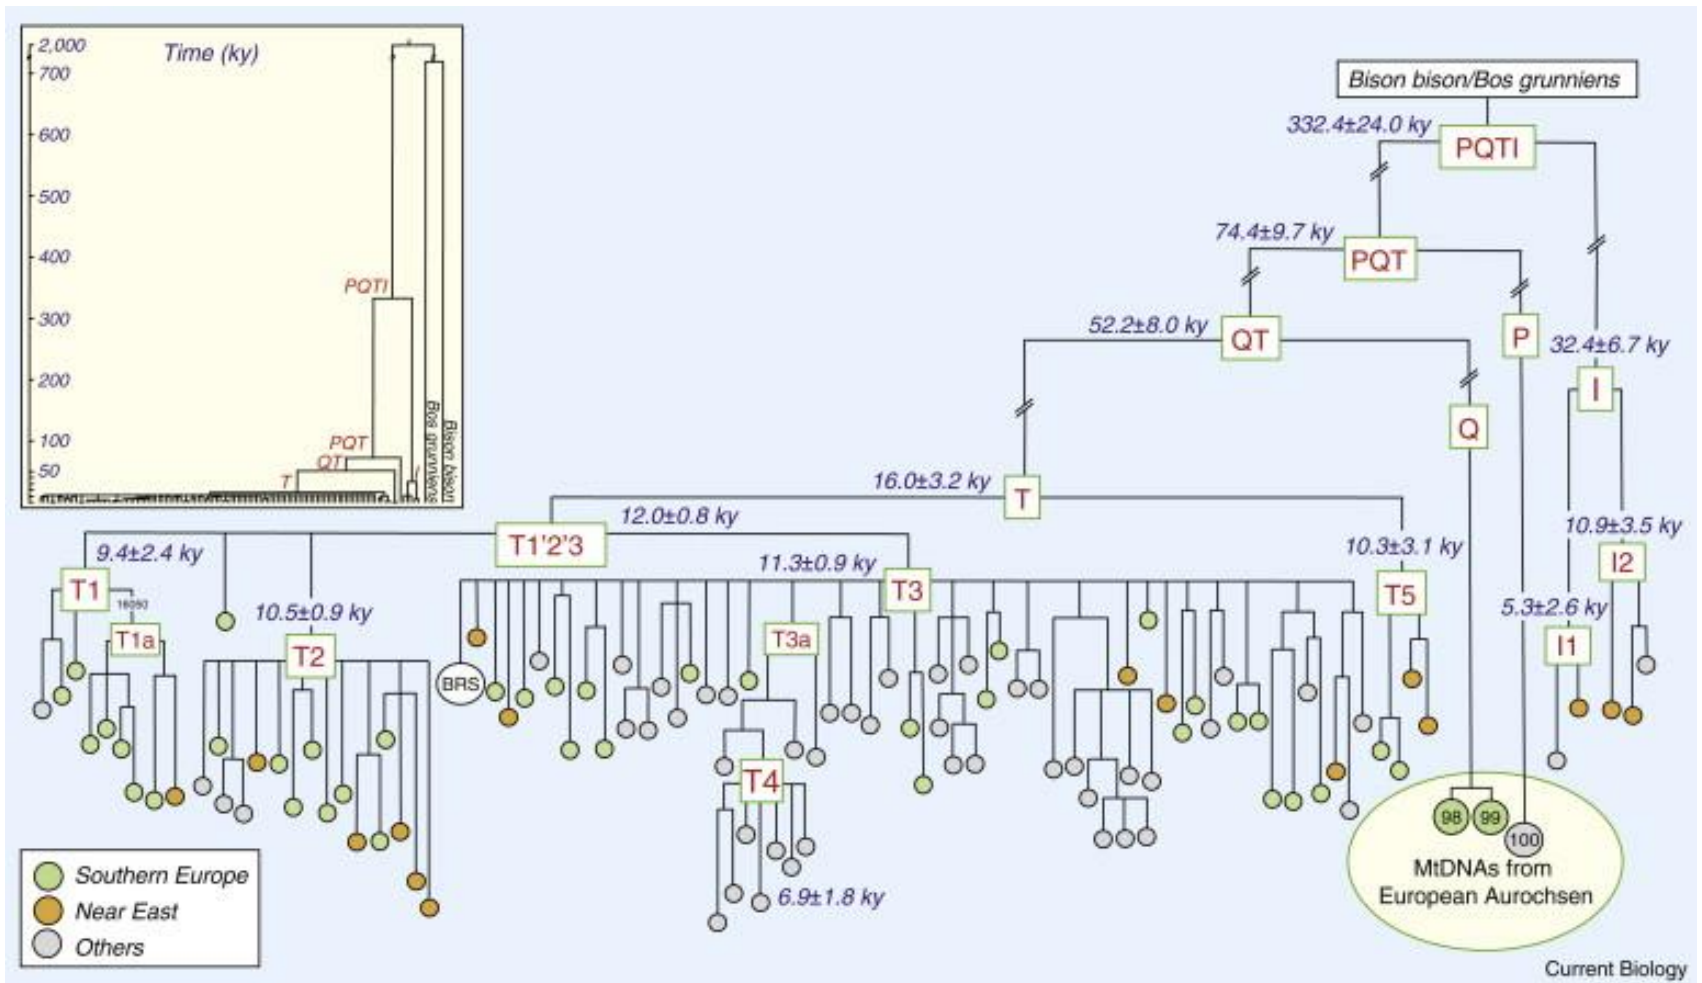 2,000
Time (ky)
700
600
500
400
PQTI
300
200
100
PQT
QT
50
T
I
Bos grunniens
Bison bison
Bison bison/Bos grunniens
332.4±24.0 ky
PQTI
74.4±9.7 ky
PQT
52.2±8.0 ky
QT
P
32.4±6.7 ky
I
Q
16.0±3.2 ky
T
12.0±0.8 ky
T1'2'3
9.4±2.4 ky
10.3±3.1 ky
10.9±3.5 ky
11.3±0.9 ky
T1
T3
T5
I2
16050
10.5±0.9 ky
5.3±2.6 ky
T1a
T2
T3a
I1
BRS
T4
98
99
100
MtDNAs from
European Aurochsen
6.9±1.8 ky
Southern Europe
Near East
Others
Current Biology